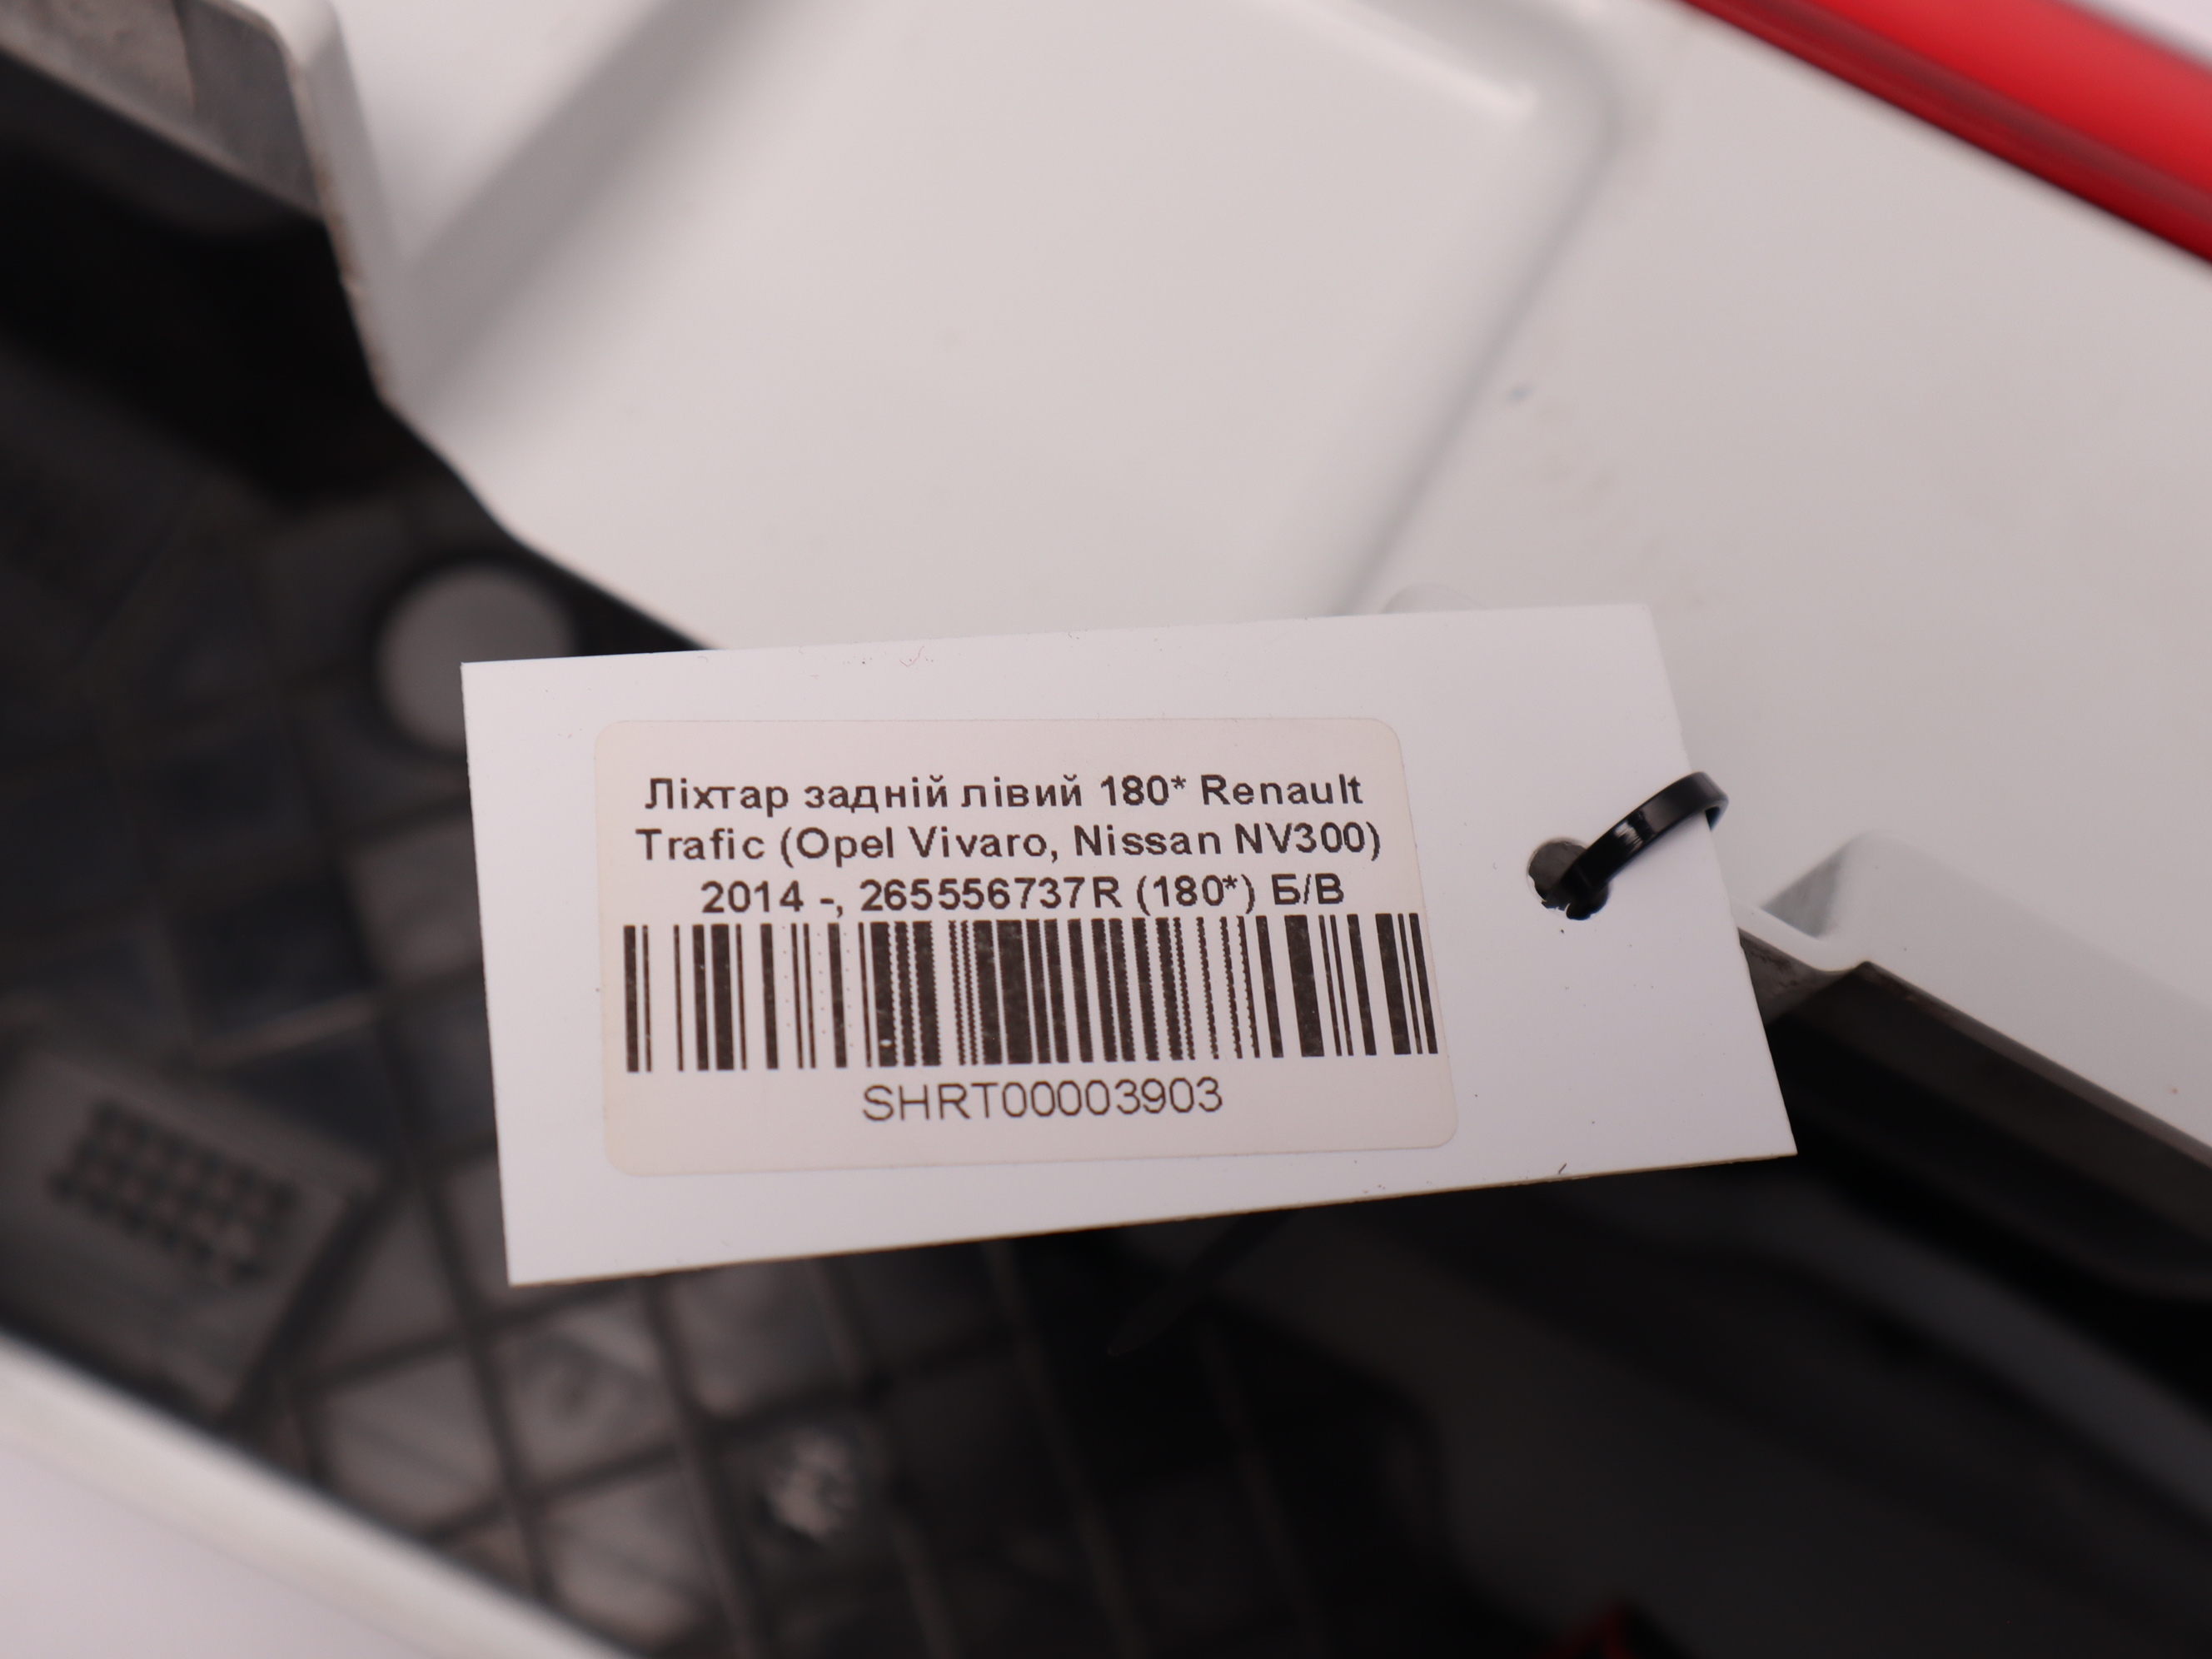 Ліхтар задній лівий 180* Renault
Trafic (Opel Vivaro, Nissan NV300)
2014 -, 265556737R (180*) Б/В
SHRT00003903